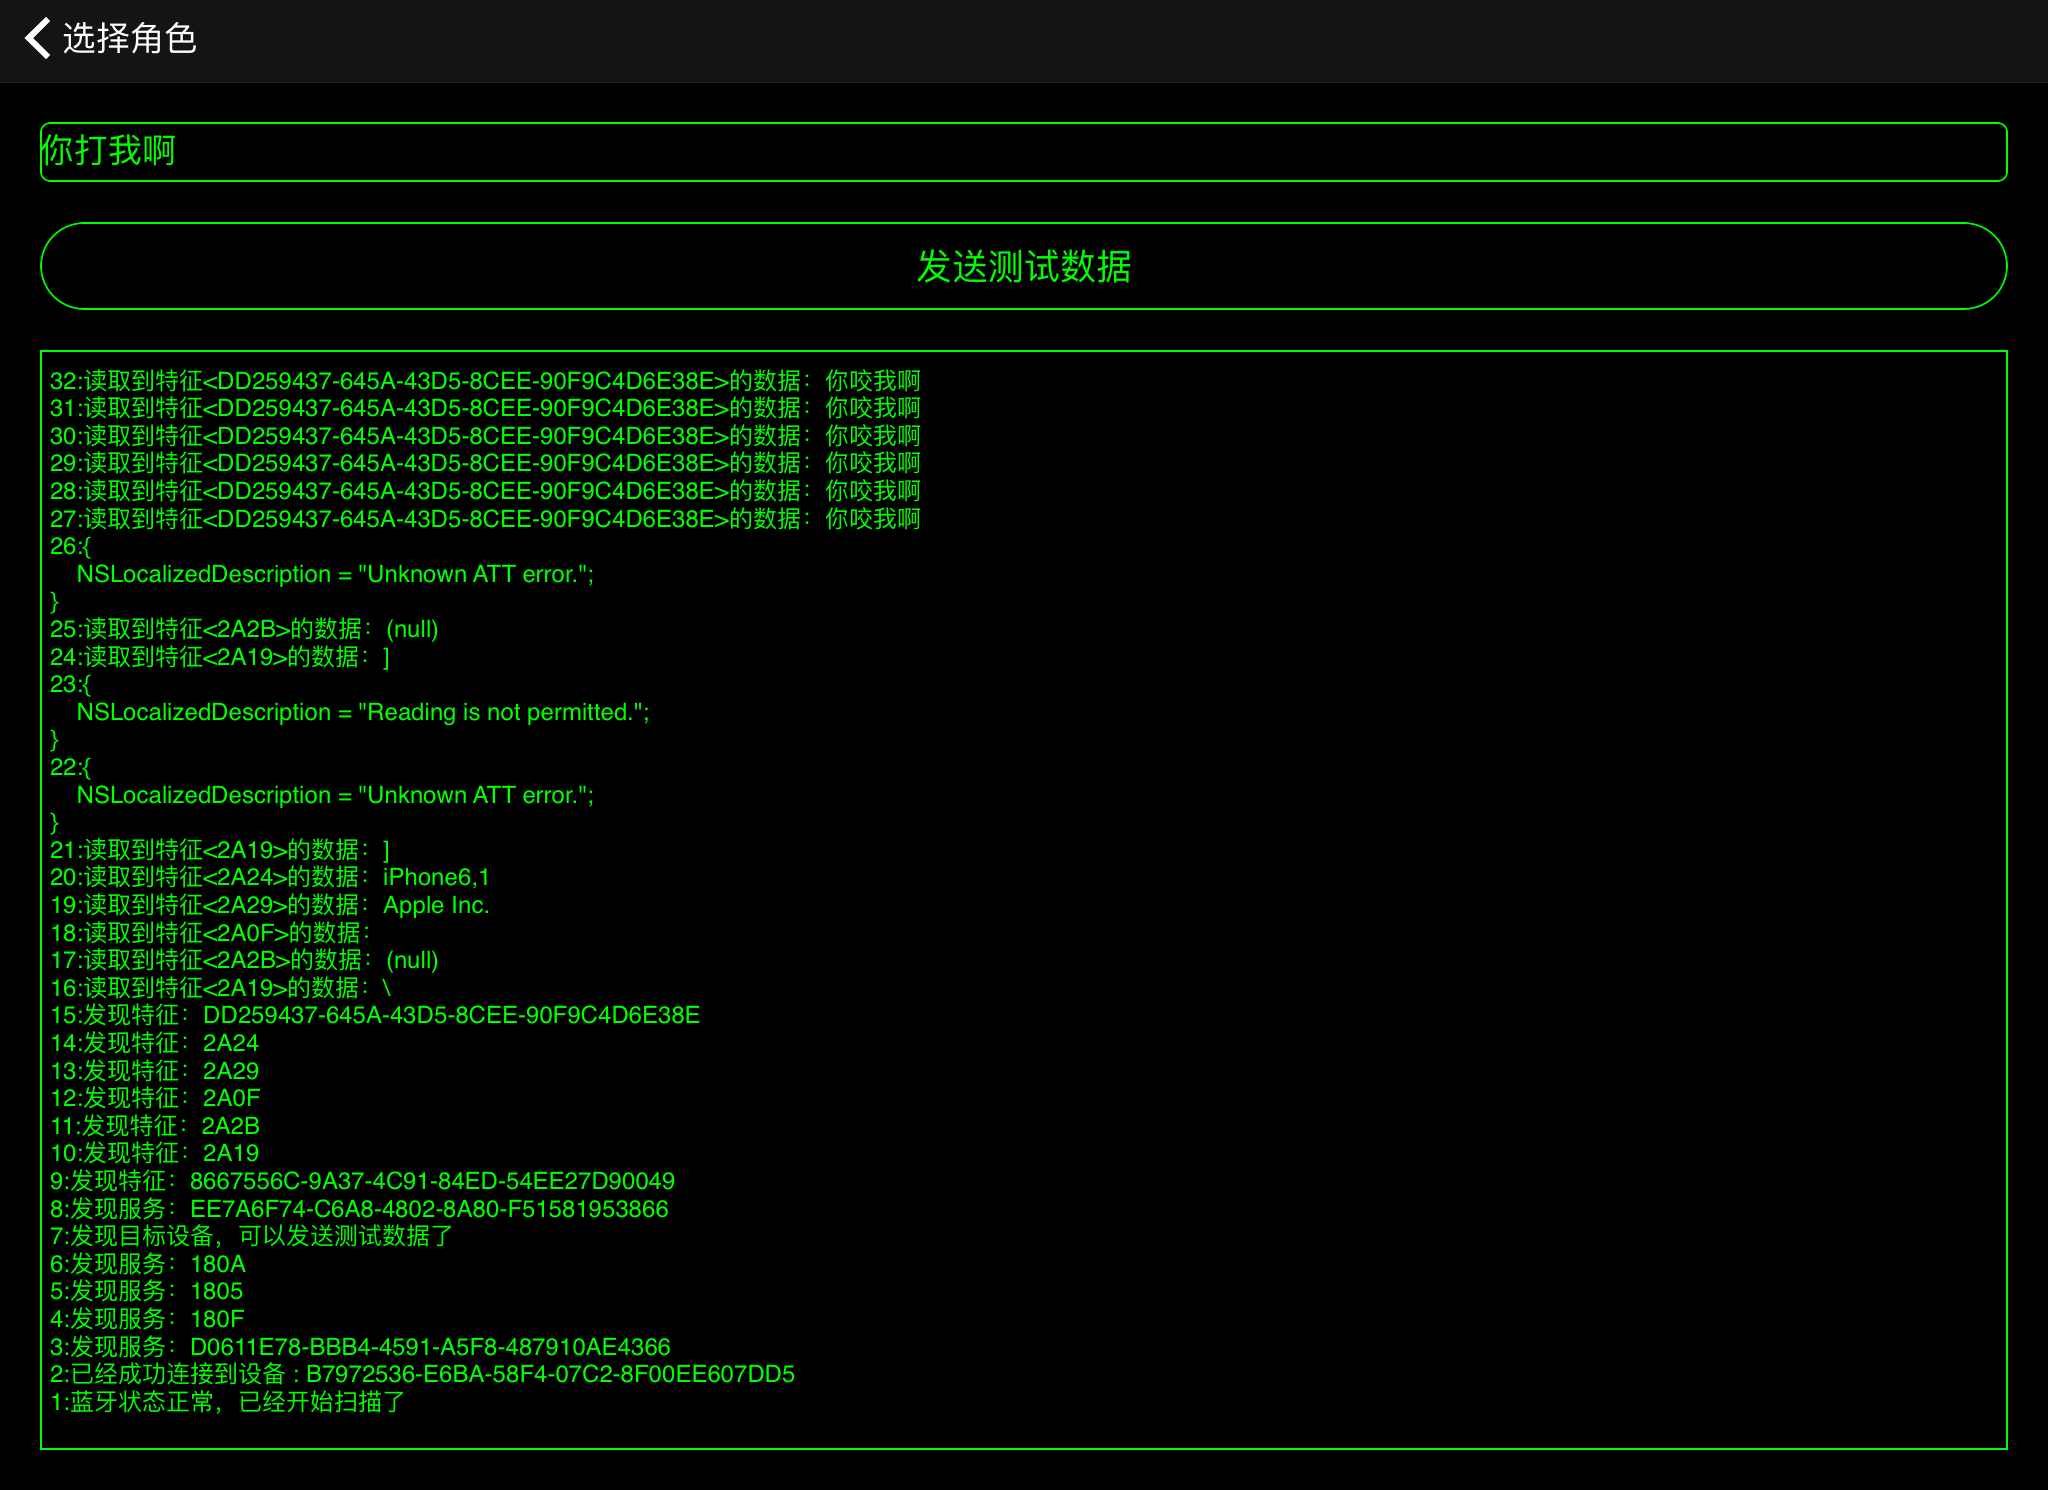 选择角色
你打我啊
发送测试数据
32:读取到特征<DD259437-645A-43D5-8CEE-90F9C4D6E38E>的数据：你咬我啊
31:读取到特征<DD259437-645A-43D5-8CEE-90F9C4D6E38E>的数据：你咬我啊
30:读取到特征<DD259437-645A-43D5-8CEE-90F9C4D6E38E>的数据：你咬我啊
29:读取到特征<DD259437-645A-43D5-8CEE-90F9C4D6E38E>的数据：你咬我啊
28:读取到特征<DD259437-645A-43D5-8CEE-90F9C4D6E38E>的数据：你咬我啊
27:读取到特征<DD259437-645A-43D5-8CEE-90F9C4D6E38E>的数据：你咬我啊
26:{
NSLocalizedDescription = "Unknown ATT error.";
}
25:读取到特征<2A2B>的数据：(null)
24:读取到特征<2A19>的数据：]
23:{
NSLocalizedDescription = "Reading is not permitted.";
}
22:{
NSLocalizedDescription = "Unknown ATT error.";
}
21:读取到特征<2A19>的数据：]
20:读取到特征<2A24>的数据：iPhone6,1
19:读取到特征<2A29>的数据：Apple Inc.
18:读取到特征<2A0F>的数据：
17:读取到特征<2A2B>的数据：(null)
16:读取到特征<2A19>的数据：\
15:发现特征：DD259437-645A-43D5-8CEE-90F9C4D6E38E
14:发现特征：2A24
13:发现特征：2A29
12:发现特征：2A0F
11:发现特征：2A2B
10:发现特征：2A19
9:发现特征：8667556C-9A37-4C91-84ED-54EE27D90049
8:发现服务：EE7A6F74-C6A8-4802-8A80-F51581953866
7:发现目标设备，可以发送测试数据了
6:发现服务：180A
5:发现服务：1805
4:发现服务：180F
3:发现服务：D0611E78-BBB4-4591-A5F8-487910AE4366
2:已经成功连接到设备 : B7972536-E6BA-58F4-07C2-8F00EE607DD5
1:蓝牙状态正常，已经开始扫描了